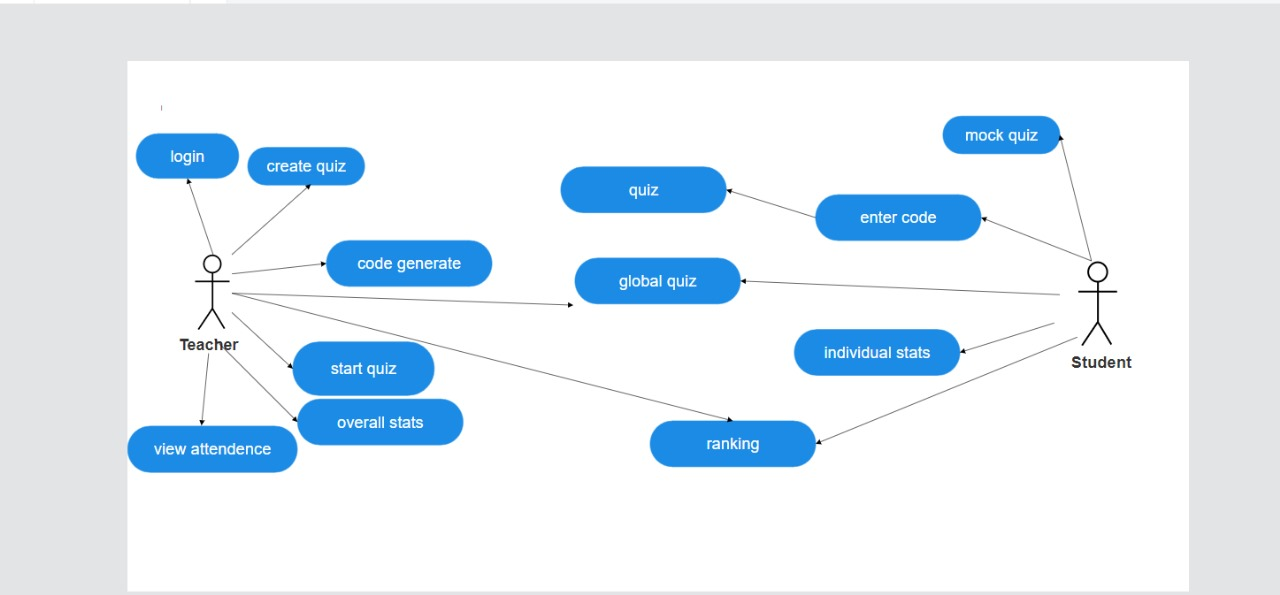 mock quiz
login
create quiz
quiz
enter code
code generate
global quiz
Teacher
individual stats
Student
start quiz
overall stats
ranking
view attendence